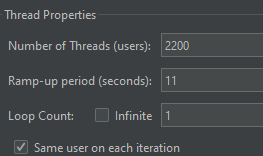 Thread Properties
Number of Threads (users): 2200
Ramp-up period (seconds): 11
Loop Count: Infinite 1
Same user on each iteration